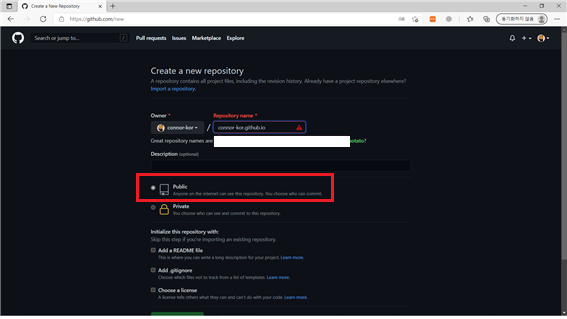 Create a New Repository
https://github.com/new
동기화하지 않음
Search or jump to...
/
Pull requests Issues Marketplace Explore
Create a new repository
A repository contains all project files, including the revision history. Already have a project repository elsewhere?
Import a repository.
Owner * Repository name *
connor-kor / connor-kor.github.io
Great repository names are otato?
Description (optional)
Public
Anyone on the internet can see this repository. You choose who can commit.
Private
You choose who can see and commit to this repository.
Initialize this repository with:
Skip this step if you're importing an existing repository.
Add a README file
This is where you can write a long description for your project. Learn more.
Add .gitignore
Choose which files not to track from a list of templates. Learn more.
Choose a license
A license tells others what they can and can't do with your code. Learn more.